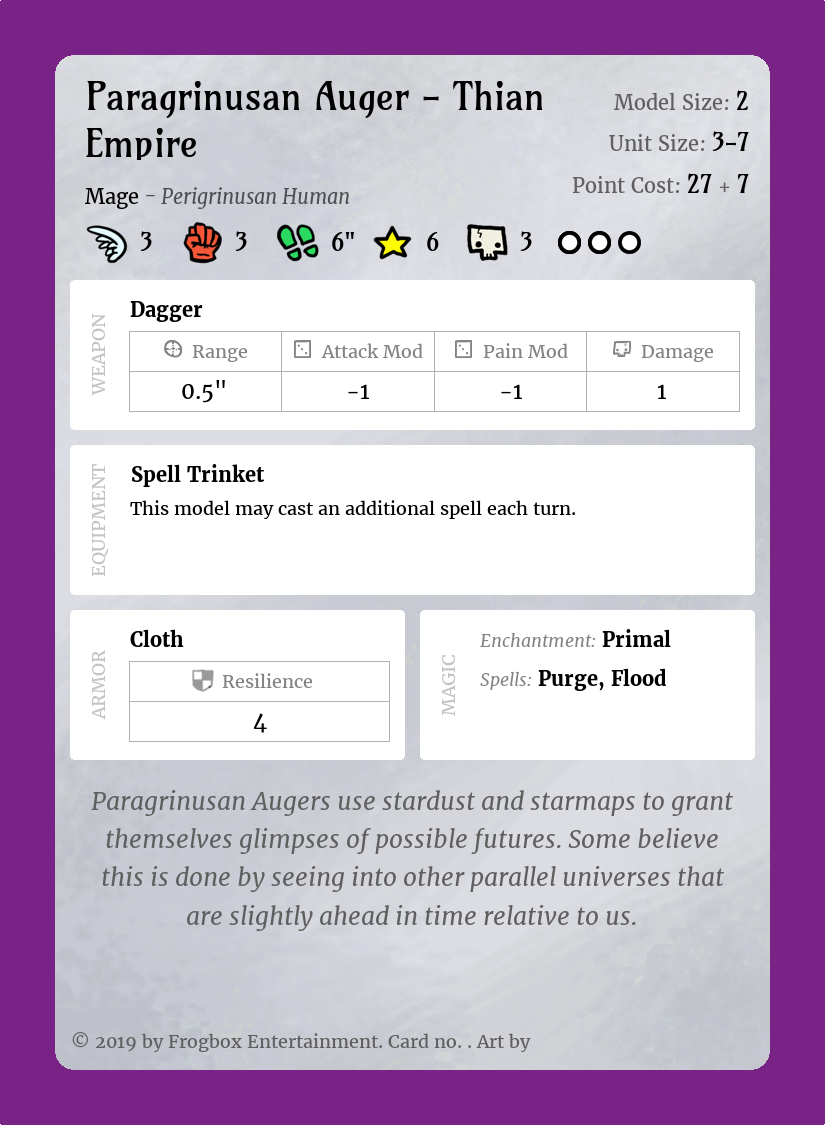 Paragrinusan Auger – Thian
Empire
Model Size: 2
Unit Size: 3–7
Point Cost: 27 + 7
Mage – Perigrinusan Human
3 3 6" 6 3
WEAPON
Dagger
Range Attack Mod Pain Mod Damage
0.5" -1 -1 1
EQUIPMENT
Spell Trinket
This model may cast an additional spell each turn.
ARMOR
Cloth
Resilience
4
MAGIC
Enchantment: Primal
Spells: Purge, Flood
Paragrinusan Augers use stardust and starmaps to grant
themselves glimpses of possible futures. Some believe
this is done by seeing into other parallel universes that
are slightly ahead in time relative to us.
© 2019 by Frogbox Entertainment. Card no. . Art by